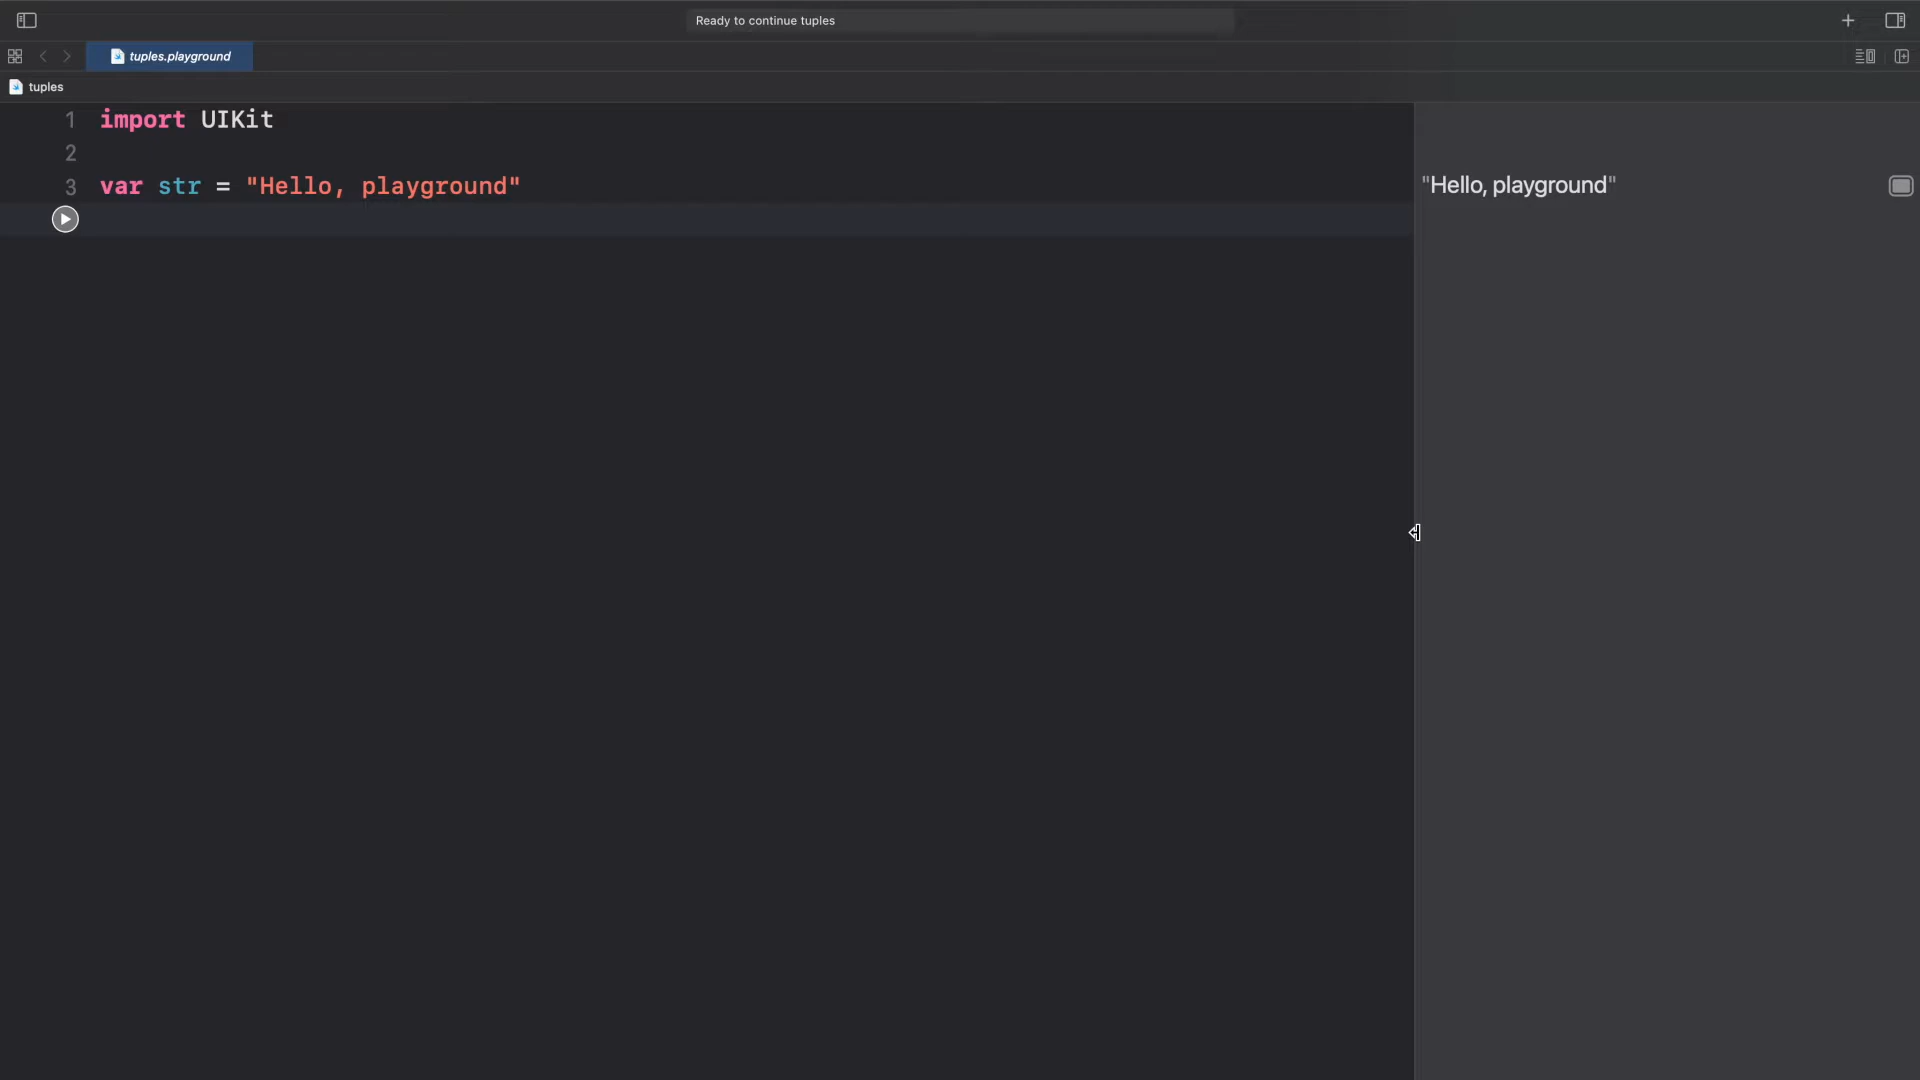 Ready to continue tuples
tuples.playground
tuples
1 import UIKit
2
3 var str = "Hello, playground"
"Hello, playground"